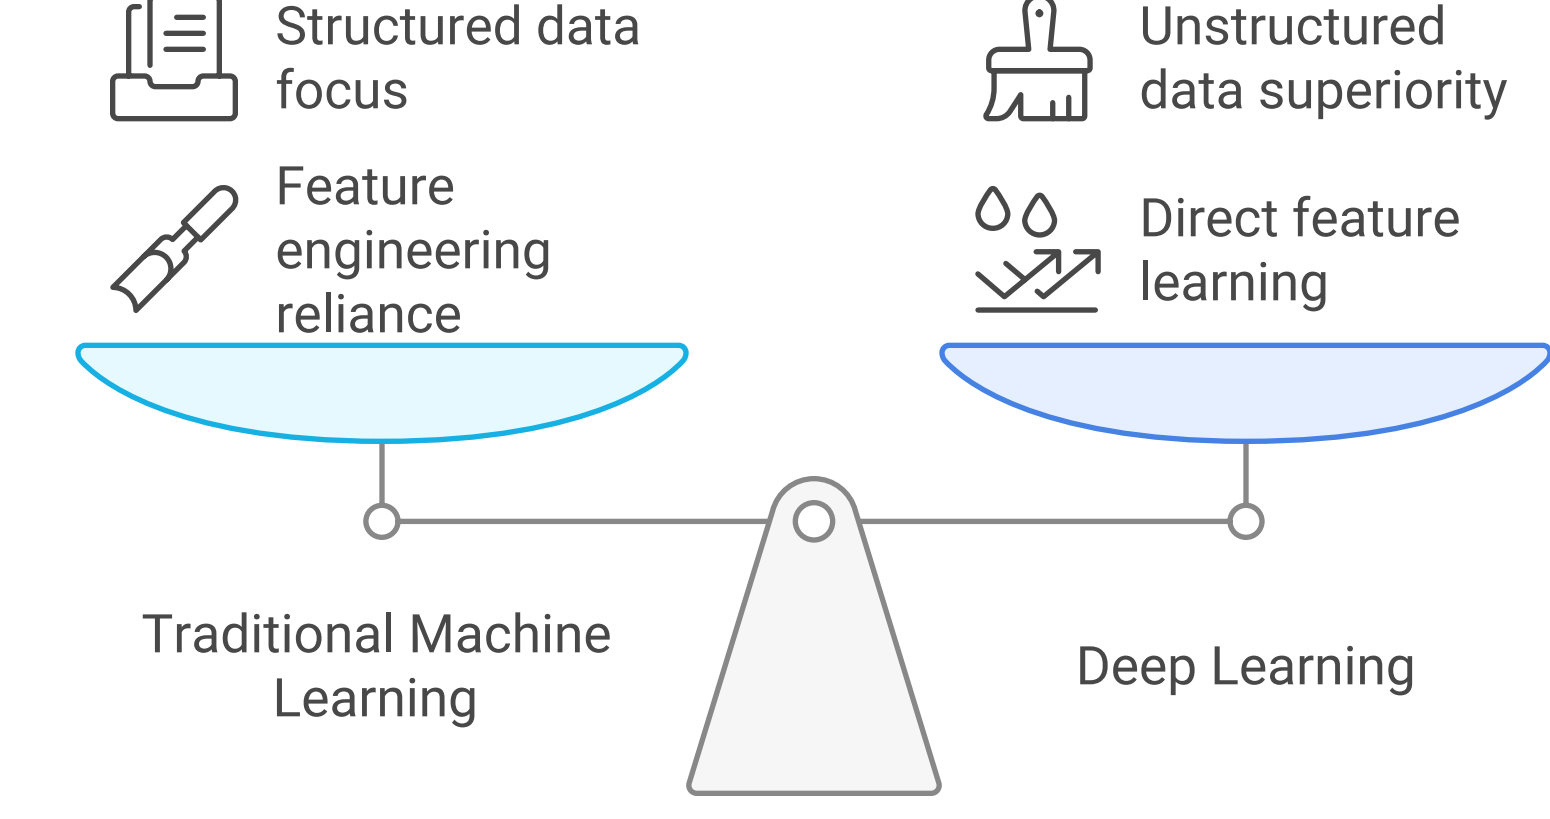 Structured data
focus
Feature
engineering
reliance
Unstructured
data superiority
Direct feature
learning
Traditional Machine
Learning
Deep Learning